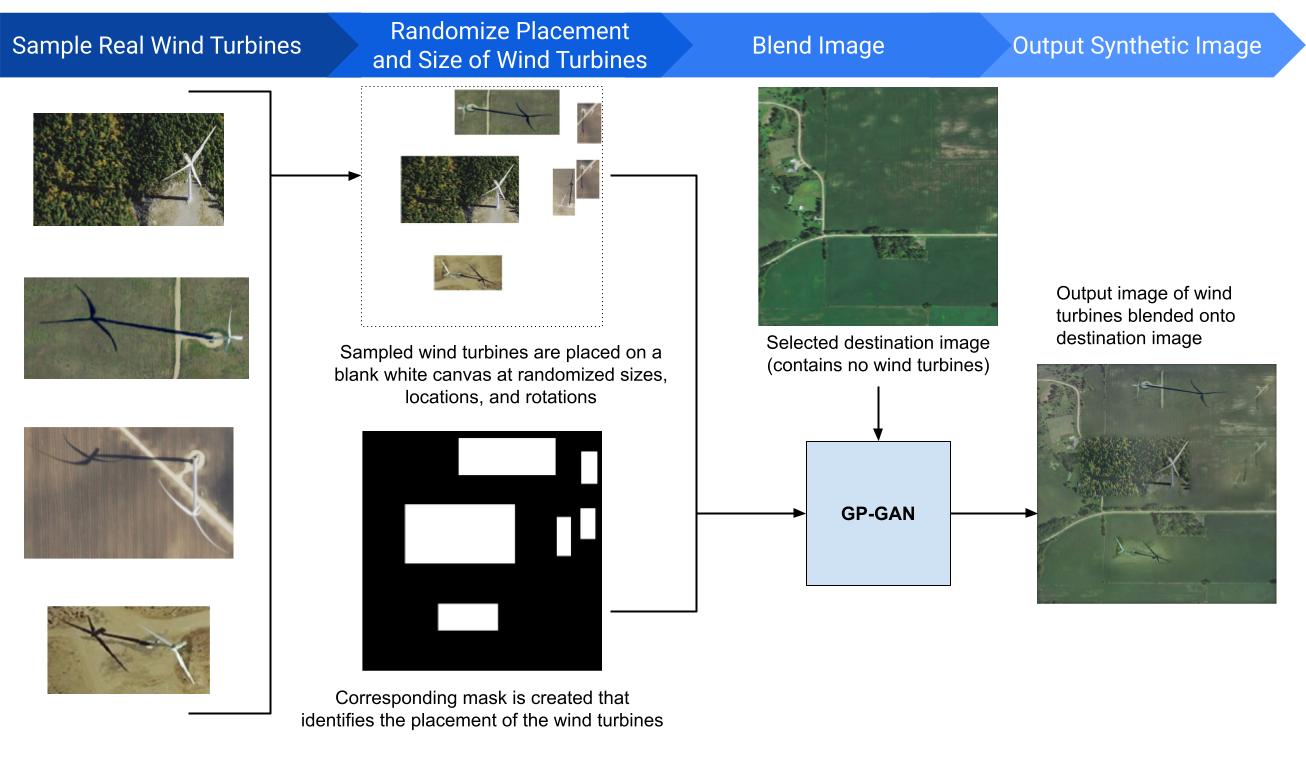 Sample Real Wind Turbines
Randomize Placement
and Size of Wind Turbines
Blend Image
Output Synthetic Image
Sampled wind turbines are placed on a
blank white canvas at randomized sizes,
locations, and rotations
Corresponding mask is created that
identifies the placement of the wind turbines
Selected destination image
(contains no wind turbines)
GP-GAN
Output image of wind
turbines blended onto
destination image